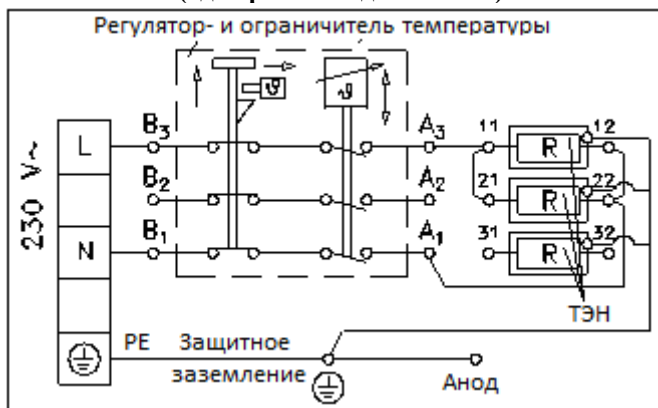 Регулятор- и ограничитель температуры
ϑ ϑ
230 V~
L B3 A3 11 R 12
B2 A2 21 R 22
N B1 A1 31 R 32
ТЭН
PE Защитное
заземление Анод